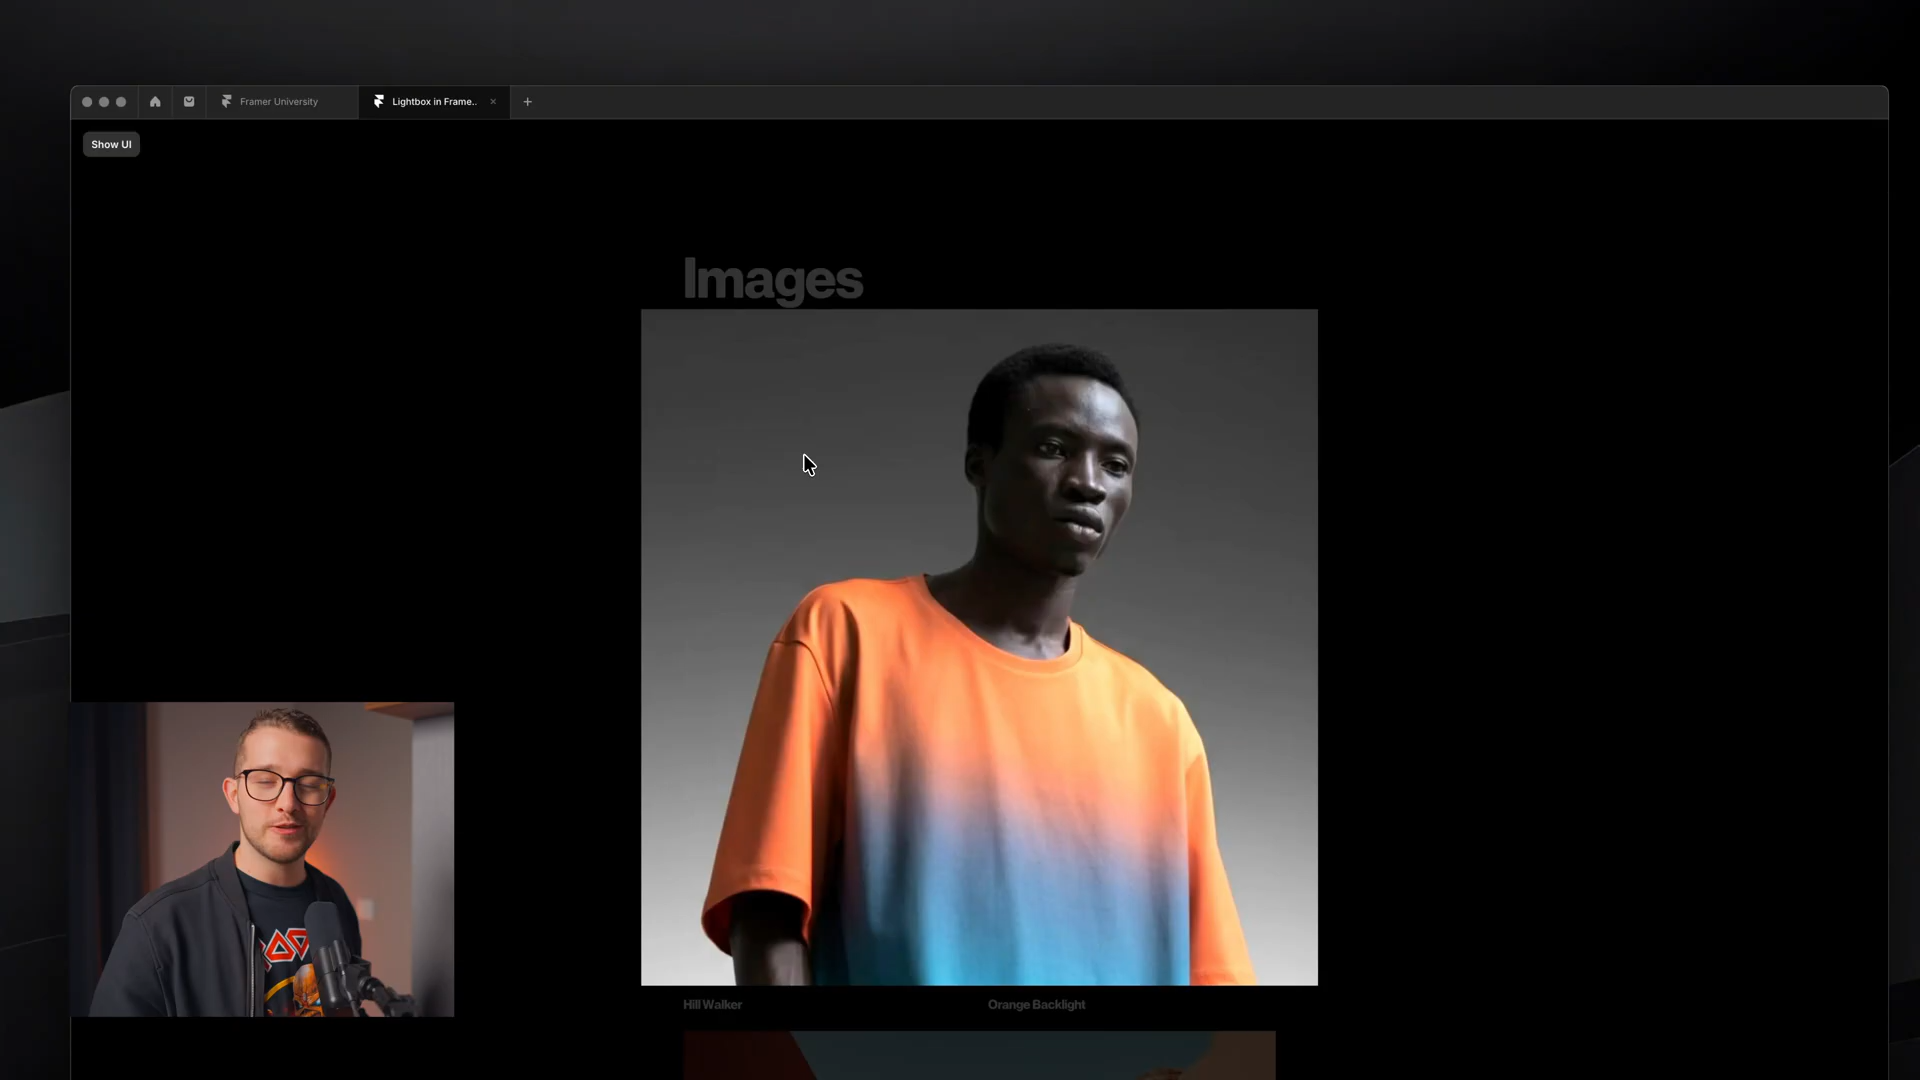 Framer University
Lightbox in Frame..
Show UI
Images
Hill Walker
Orange Backlight